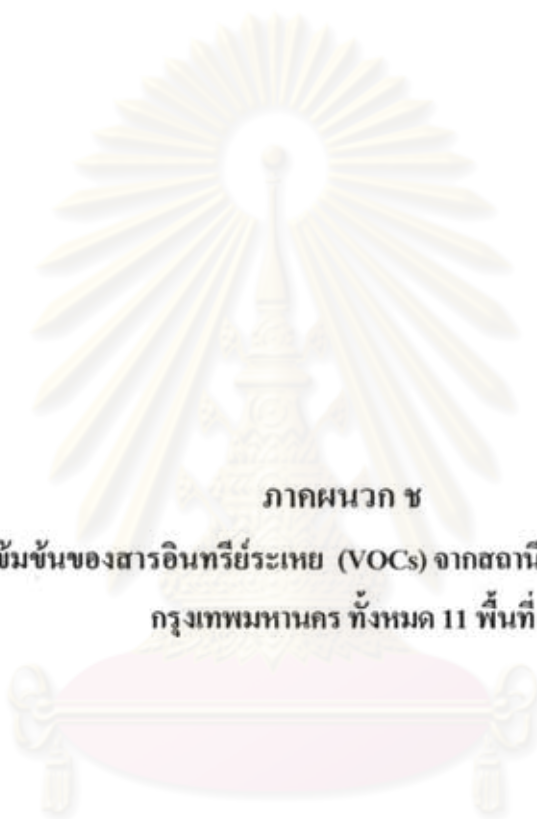 ภาคผนวก ช
ข้มข้นของสารอินทรีย์ระเหย (VOCs) จากสถานี
กรุงเทพมหานคร ทั้งหมด 11 พื้นที่